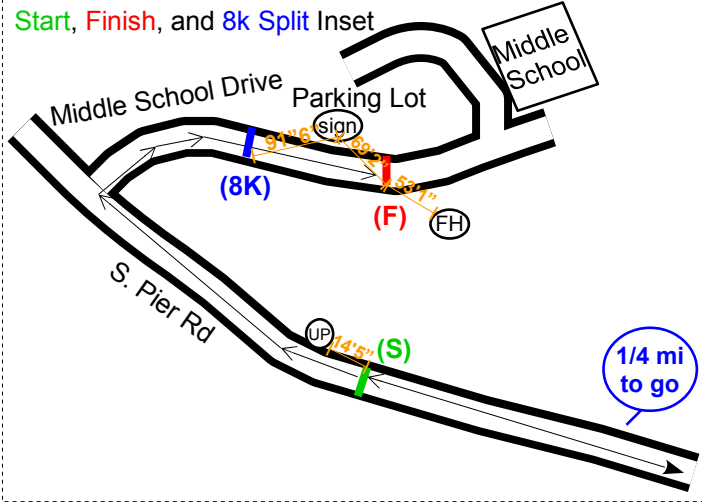 Start, Finish, and 8k Split Inset
Middle School Drive
Parking Lot
Middle
School
sign
91”6”
69'2”
53'1”
(8K)
(F)
FH
S. Pier Rd
UP
14'5”
(S)
1/4 mi
to go